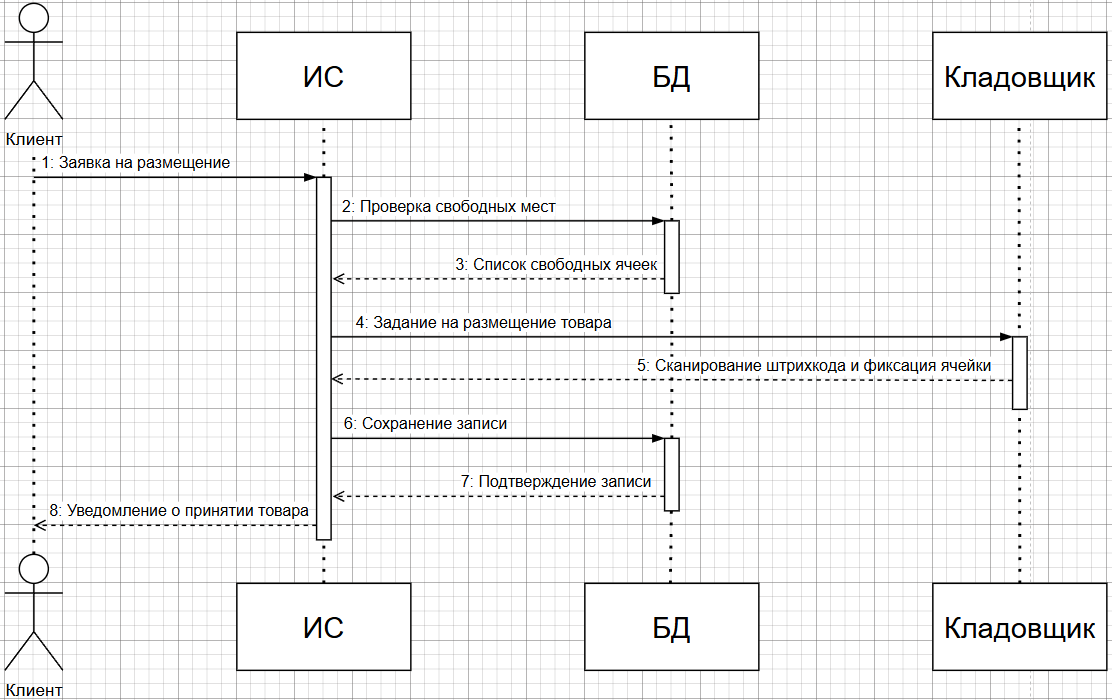 ИС
БД
Кладовщик
Клиент
1: Заявка на размещение
2: Проверка свободных мест
3: Список свободных ячеек
4: Задание на размещение товара
5: Сканирование штрихкода и фиксация ячейки
6: Сохранение записи
7: Подтверждение записи
8: Уведомление о принятии товара
ИС
БД
Кладовщик
Клиент